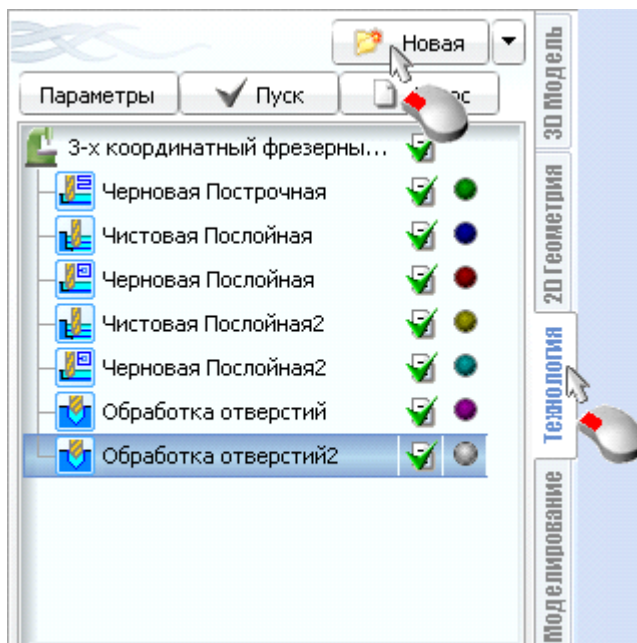 Новая
Параметры
Пуск
3-х координатный фрезерны...
Черновая Построчная
Чистовая Послойная
Черновая Послойная
Чистовая Послойная2
Черновая Послойная2
Обработка отверстий
Обработка отверстий2
3D Модель
2D Геометрия
Технология
Моделирование